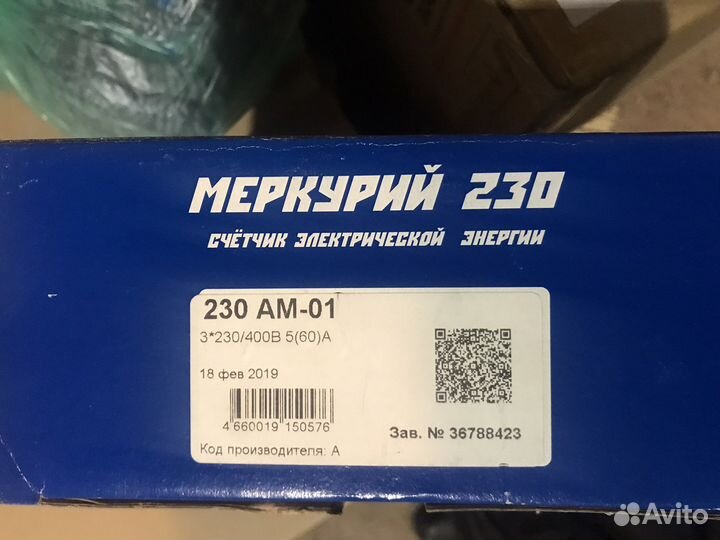 МЕРКУРИЙ 230
СЧЁТЧИК ЭЛЕКТРИЧЕСКОЙ ЭНЕРГИИ
230 AM-01
3*230/400В 5(60)А
18 фев 2019
4 660019 150576
Код производителя: А
Зав. № 36788423
Avito